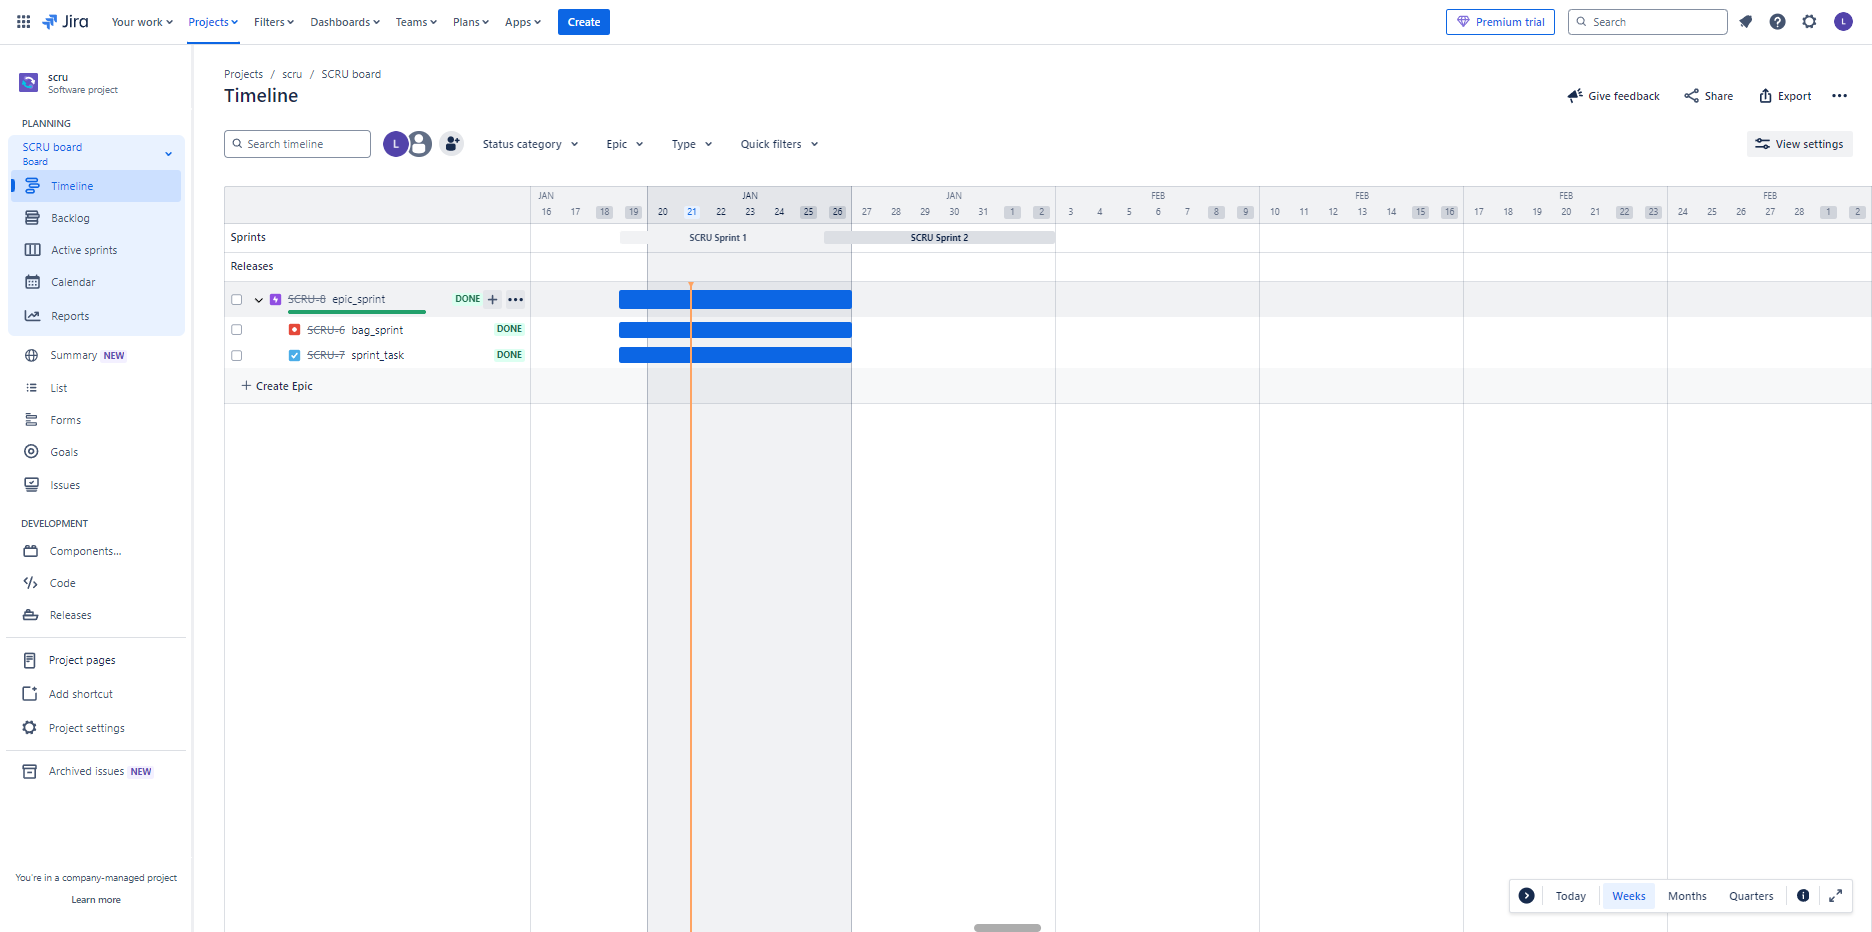 Jira Your work Projects Filters Dashboards Teams Plans Apps Create Premium trial Search L
scru
Software project
PLANNING
SCRU board
Board
Timeline
Backlog
Active sprints
Calendar
Reports
Summary NEW
List
Forms
Goals
Issues
DEVELOPMENT
Components...
Code
Releases
Project pages
Add shortcut
Project settings
Archived issues NEW
You're in a company-managed project
Learn more
Projects / scru / SCRU board
Timeline
Give feedback Share Export
Search timeline L Status category Epic Type Quick filters View settings
JAN JAN JAN FEB FEB FEB FEB
16 17 18 19 20 21 22 23 24 25 26 27 28 29 30 31 1 2 3 4 5 6 7 8 9 10 11 12 13 14 15 16 17 18 19 20 21 22 23 24 25 26 27 28 1 2
Sprints SCRU Sprint 1 SCRU Sprint 2
Releases
SCRU-8 epic_sprint DONE
SCRU-6 bag_sprint DONE
SCRU-7 sprint_task DONE
+ Create Epic
Today Weeks Months Quarters